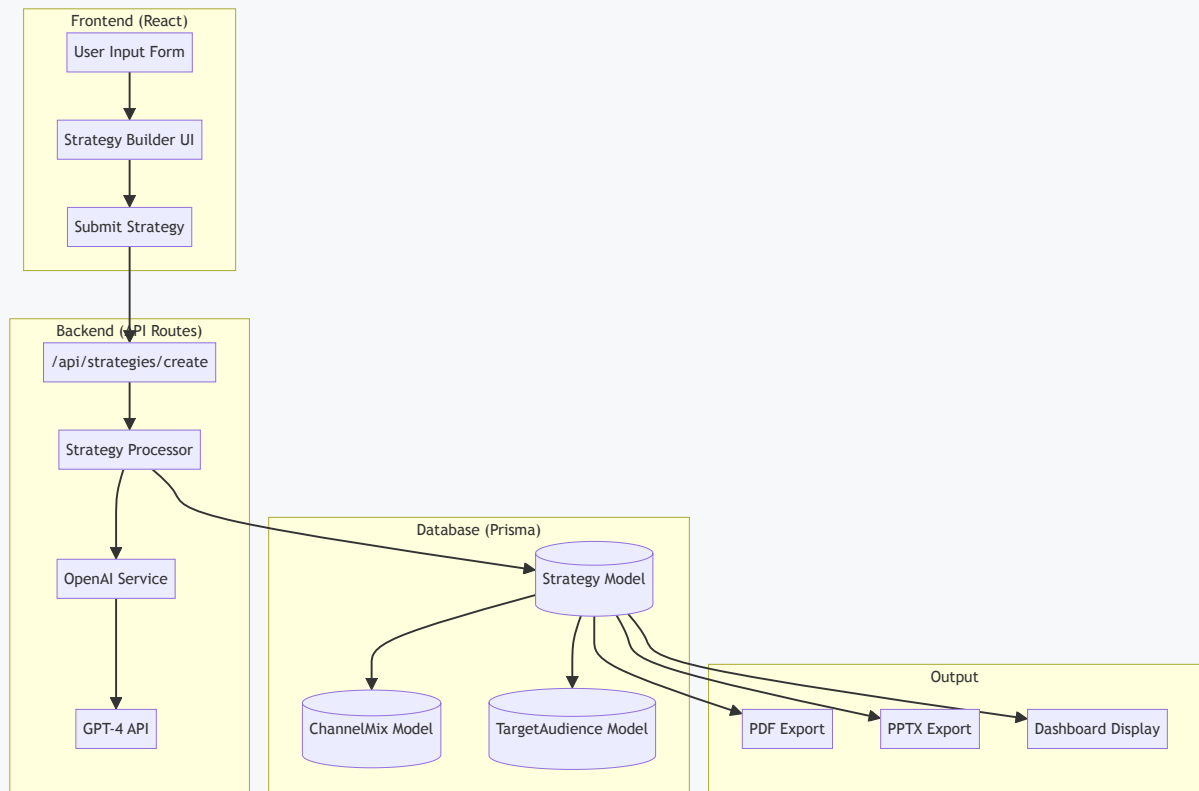 Frontend (React)
User Input Form
Strategy Builder UI
Submit Strategy
Backend (API Routes)
/api/strategies/create
Strategy Processor
OpenAI Service
GPT-4 API
Database (Prisma)
Strategy Model
ChannelMix Model
TargetAudience Model
Output
PDF Export
PPTX Export
Dashboard Display